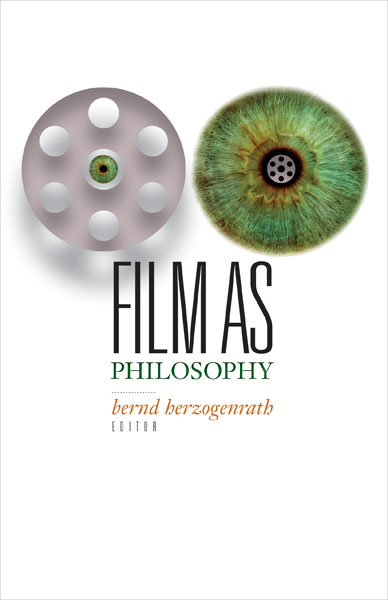 FILM AS
PHILOSOPHY
bernd herzogenrath
EDITOR